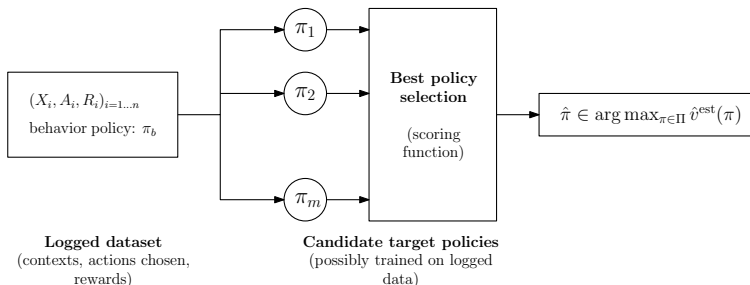 (X_i, A_i, R_i)_{i=1...n}
behavior policy: π_b
π_1
π_2
π_m
Best policy
selection
(scoring
function)
π̂ ∈ arg max_{π∈Π} v̂^{est}(π)
Logged dataset
(contexts, actions chosen,
rewards)
Candidate target policies
(possibly trained on logged
data)